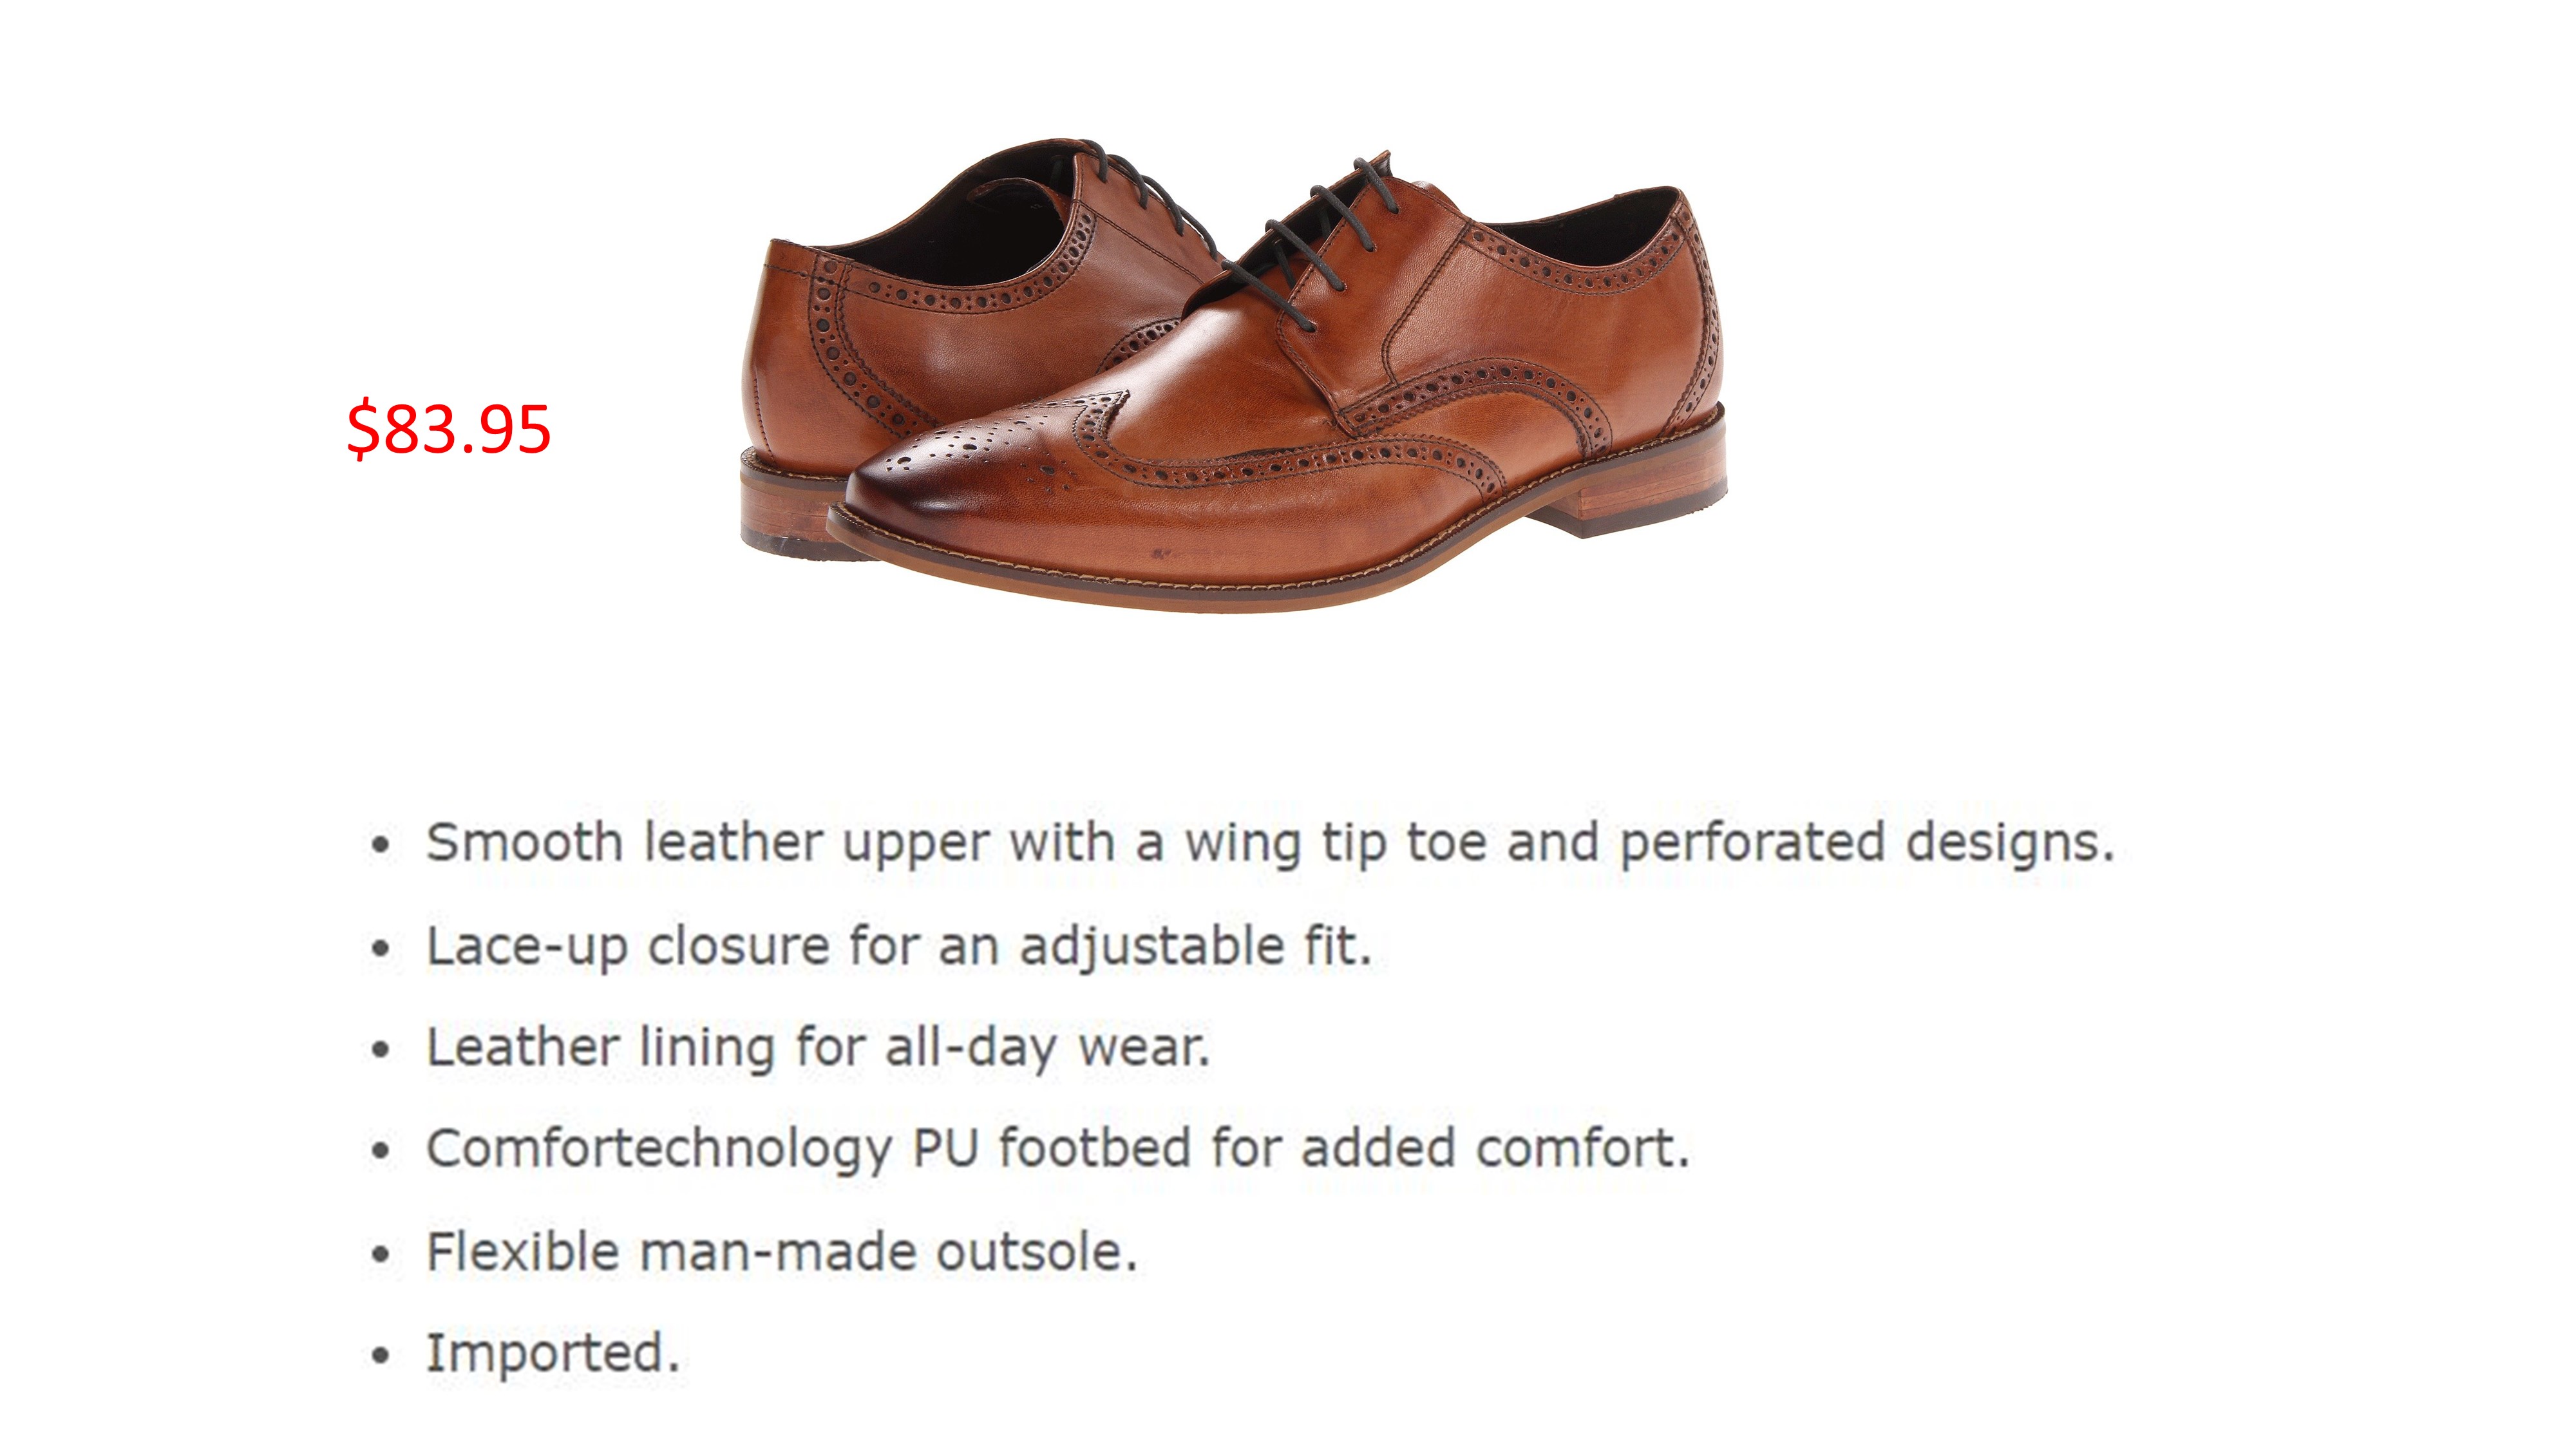 $83.95
• Smooth leather upper with a wing tip toe and perforated designs.
• Lace-up closure for an adjustable fit.
• Leather lining for all-day wear.
• Comfortechnology PU footbed for added comfort.
• Flexible man-made outsole.
• Imported.